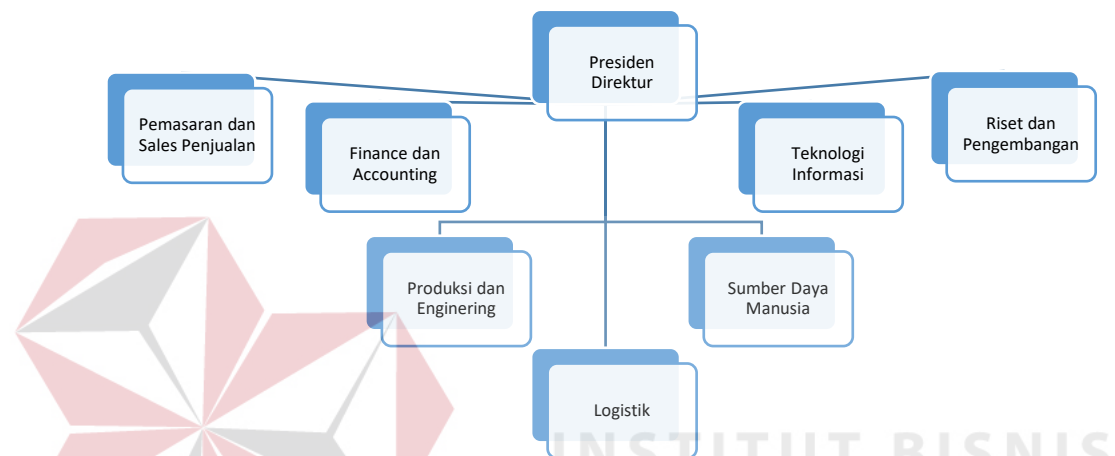 Presiden
Direktur
Pemasaran dan
Sales Penjualan
Finance dan
Accounting
Teknologi
Informasi
Riset dan
Pengembangan
Produksi dan
Enginering
Sumber Daya
Manusia
Logistik
INSTITUT BISNIS